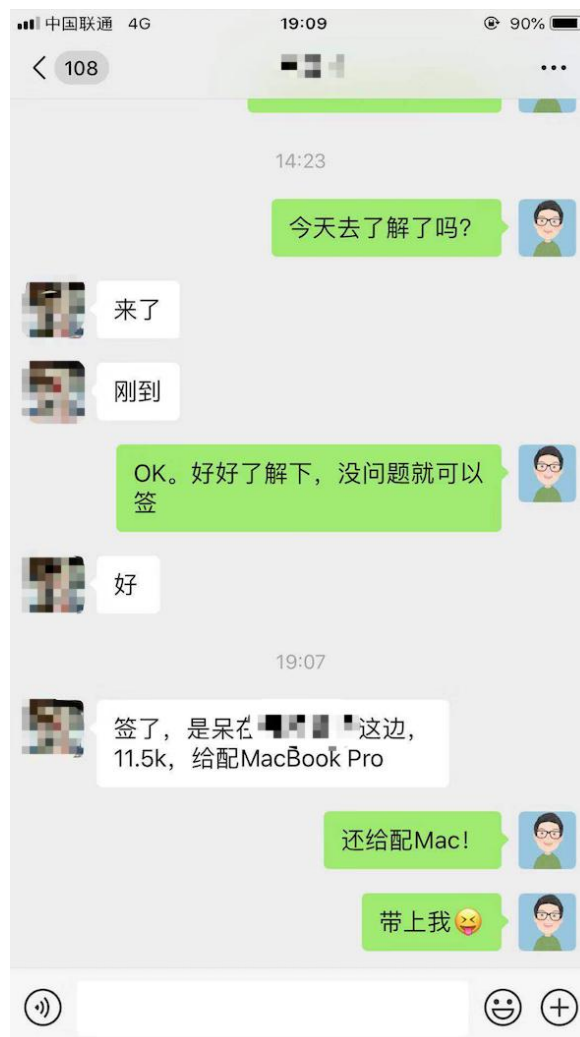 中国联通 4G 19:09 90%
108
14:23
今天去了解了吗?
来了
刚到
OK。好好了解下，没问题就可以
签
好
19:07
签了，是呆在 这边，
11.5k，给配MacBook Pro
还给配Mac!
带上我😝